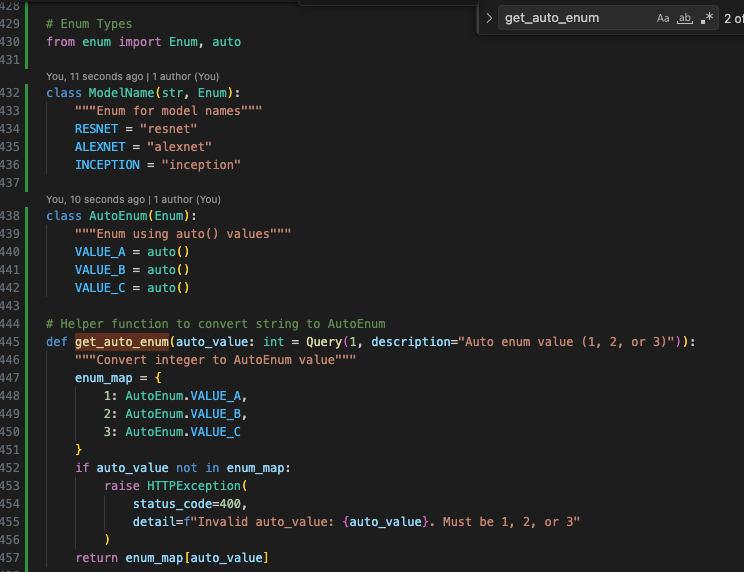 428
get_auto_enum Aa ab .* 2 of
429 # Enum Types
430 from enum import Enum, auto
431
You, 11 seconds ago | 1 author (You)
432 class ModelName(str, Enum):
433 """Enum for model names"""
434 RESNET = "resnet"
435 ALEXNET = "alexnet"
436 INCEPTION = "inception"
437
You, 10 seconds ago | 1 author (You)
438 class AutoEnum(Enum):
439 """Enum using auto() values"""
440 VALUE_A = auto()
441 VALUE_B = auto()
442 VALUE_C = auto()
443
444 # Helper function to convert string to AutoEnum
445 def get_auto_enum(auto_value: int = Query(1, description="Auto enum value (1, 2, or 3)")):
446 """Convert integer to AutoEnum value"""
447 enum_map = {
448 1: AutoEnum.VALUE_A,
449 2: AutoEnum.VALUE_B,
450 3: AutoEnum.VALUE_C
451 }
452 if auto_value not in enum_map:
453 raise HTTPException(
454 status_code=400,
455 detail=f"Invalid auto_value: {auto_value}. Must be 1, 2, or 3"
456 )
457 return enum_map[auto_value]